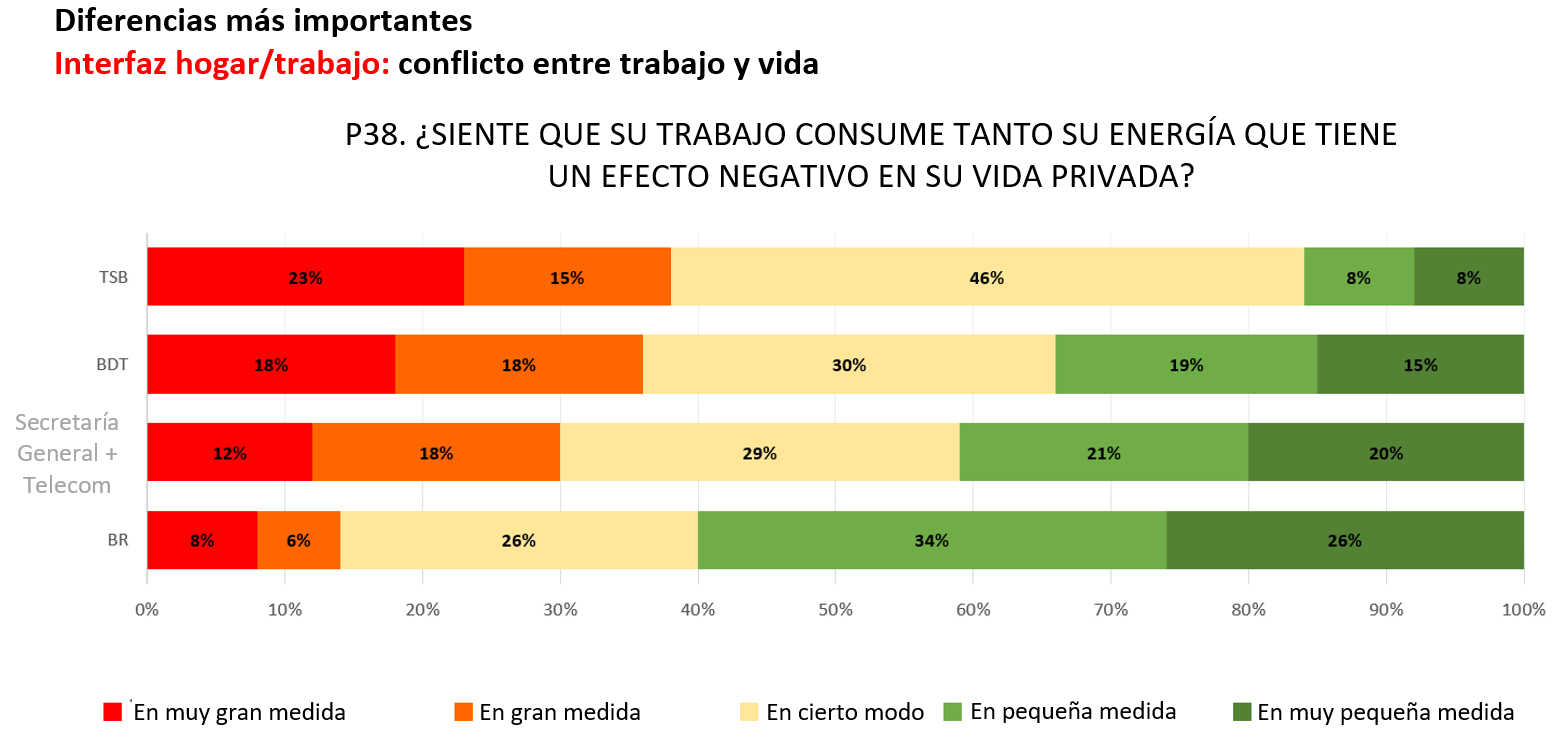 Diferencias más importantes
Interfaz hogar/trabajo: conflicto entre trabajo y vida
P38. ¿SIENTE QUE SU TRABAJO CONSUME TANTO SU ENERGÍA QUE TIENE
UN EFECTO NEGATIVO EN SU VIDA PRIVADA?
TSB 23% 15% 46% 8% 8%
BDT 18% 18% 30% 19% 15%
Secretaría
General +
Telecom
12% 18% 29% 21% 20%
BR 8% 6% 26% 34% 26%
0% 10% 20% 30% 40% 50% 60% 70% 80% 90% 100%
En muy gran medida En gran medida En cierto modo En pequeña medida En muy pequeña medida